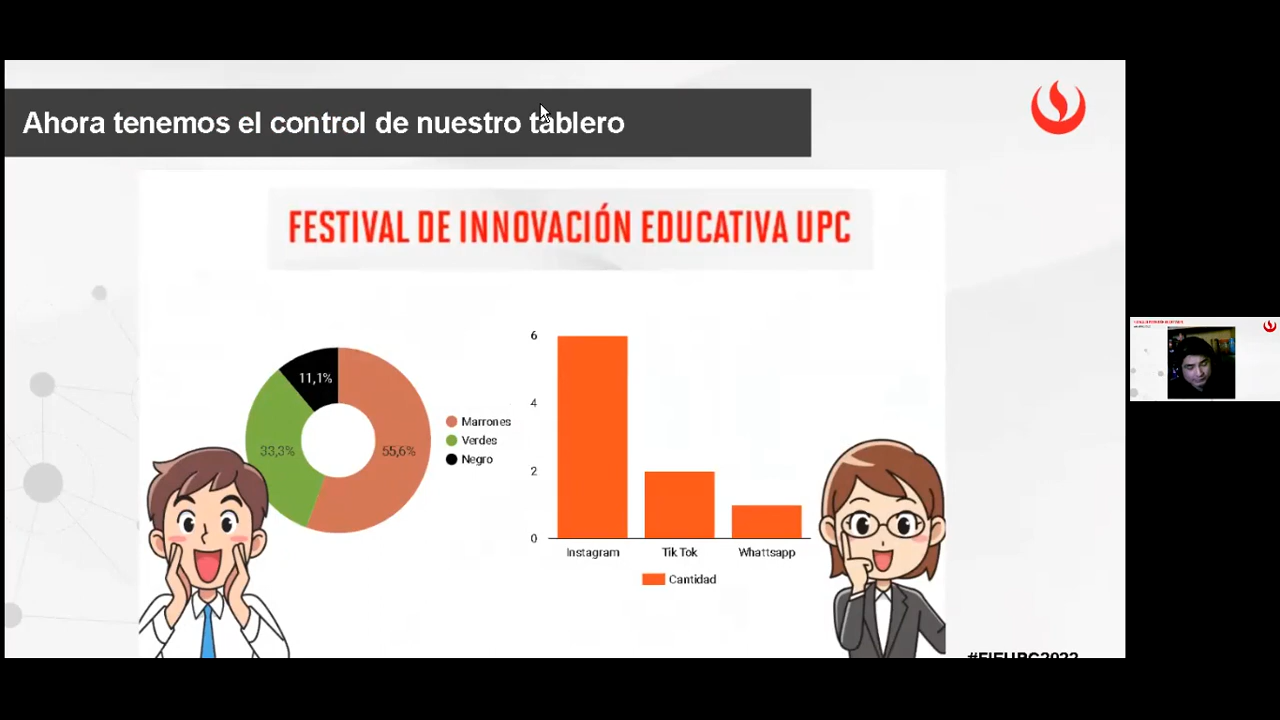 Ahora tenemos el control de nuestro tablero
FESTIVAL DE INNOVACIÓN EDUCATIVA UPC
11,1%
33,3%
55,6%
Marrones
Verdes
Negro
6
4
2
0
Instagram
Tik Tok
Whattsapp
Cantidad
#FIEUPC2022